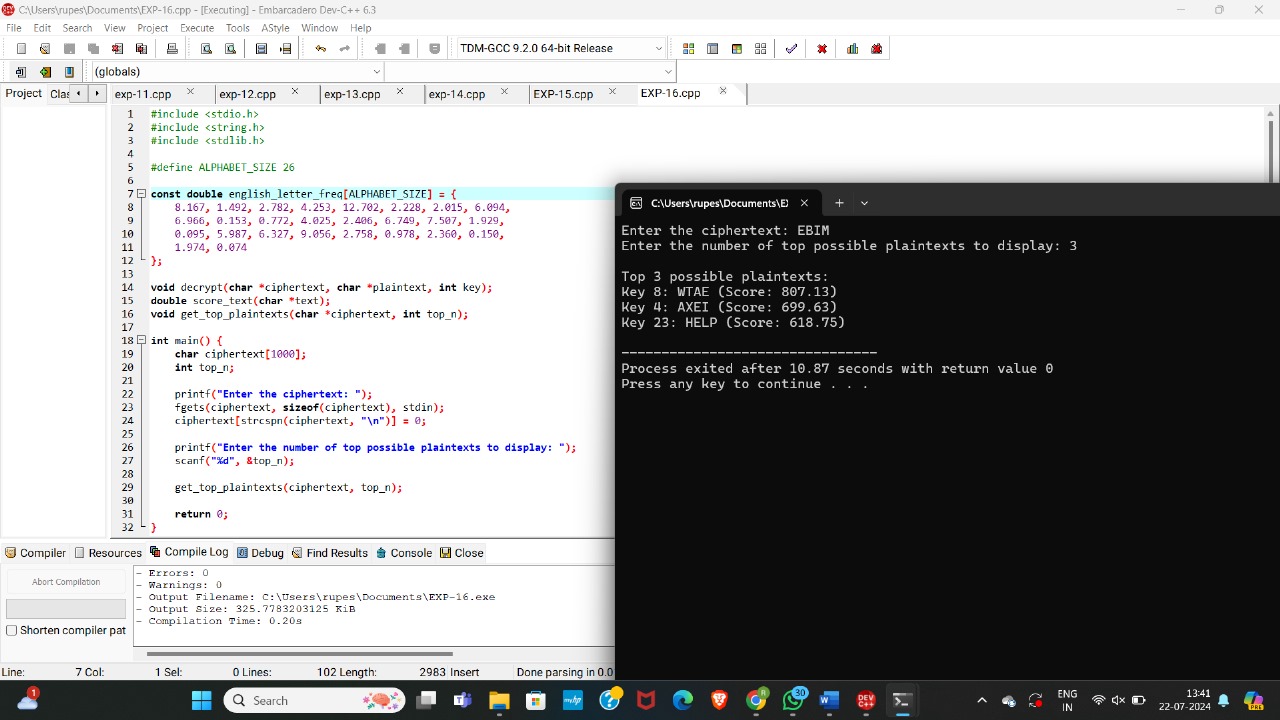 C:\Users\rupes\Documents\EXP-16.cpp - [Executing] - Embarcadero Dev-C++ 6.3
File Edit Search View Project Execute Tools AStyle Window Help
TDM-GCC 9.2.0 64-bit Release
(globals)
Project Clas exp-11.cpp exp-12.cpp exp-13.cpp exp-14.cpp EXP-15.cpp EXP-16.cpp
1 #include <stdio.h>
2 #include <string.h>
3 #include <stdlib.h>
4
5 #define ALPHABET_SIZE 26
6
7 const double english_letter_freq[ALPHABET_SIZE] = {
8 8.167, 1.492, 2.782, 4.253, 12.702, 2.228, 2.015, 6.094,
9 6.966, 0.153, 0.772, 4.025, 2.406, 6.749, 7.507, 1.929,
10 0.095, 5.987, 6.327, 9.056, 2.758, 0.978, 2.360, 0.150,
11 1.974, 0.074
12 };
13
14 void decrypt(char *ciphertext, char *plaintext, int key);
15 double score_text(char *text);
16 void get_top_plaintexts(char *ciphertext, int top_n);
17
18 int main() {
19 char ciphertext[1000];
20 int top_n;
21
22 printf("Enter the ciphertext: ");
23 fgets(ciphertext, sizeof(ciphertext), stdin);
24 ciphertext[strcspn(ciphertext, "\n")] = 0;
25
26 printf("Enter the number of top possible plaintexts to display: ");
27 scanf("%d", &top_n);
28
29 get_top_plaintexts(ciphertext, top_n);
30
31 return 0;
32 }
C:\Users\rupes\Documents\E
Enter the ciphertext: EBIM
Enter the number of top possible plaintexts to display: 3
Top 3 possible plaintexts:
Key 8: WTAE (Score: 807.13)
Key 4: AXEI (Score: 699.63)
Key 23: HELP (Score: 618.75)
--------------------------------
Process exited after 10.87 seconds with return value 0
Press any key to continue . . .
Compiler Resources Compile Log Debug Find Results Console Close
Abort Compilation
Shorten compiler pat
- Errors: 0
- Warnings: 0
- Output Filename: C:\Users\rupes\Documents\EXP-16.exe
- Output Size: 325.7783203125 KiB
- Compilation Time: 0.20s
Line: 7 Col: 1 Sel: 0 Lines: 102 Length: 2983 Insert Done parsing in 0.0
1
Search
30
ENG
IN
13:41
22-07-2024
PRE